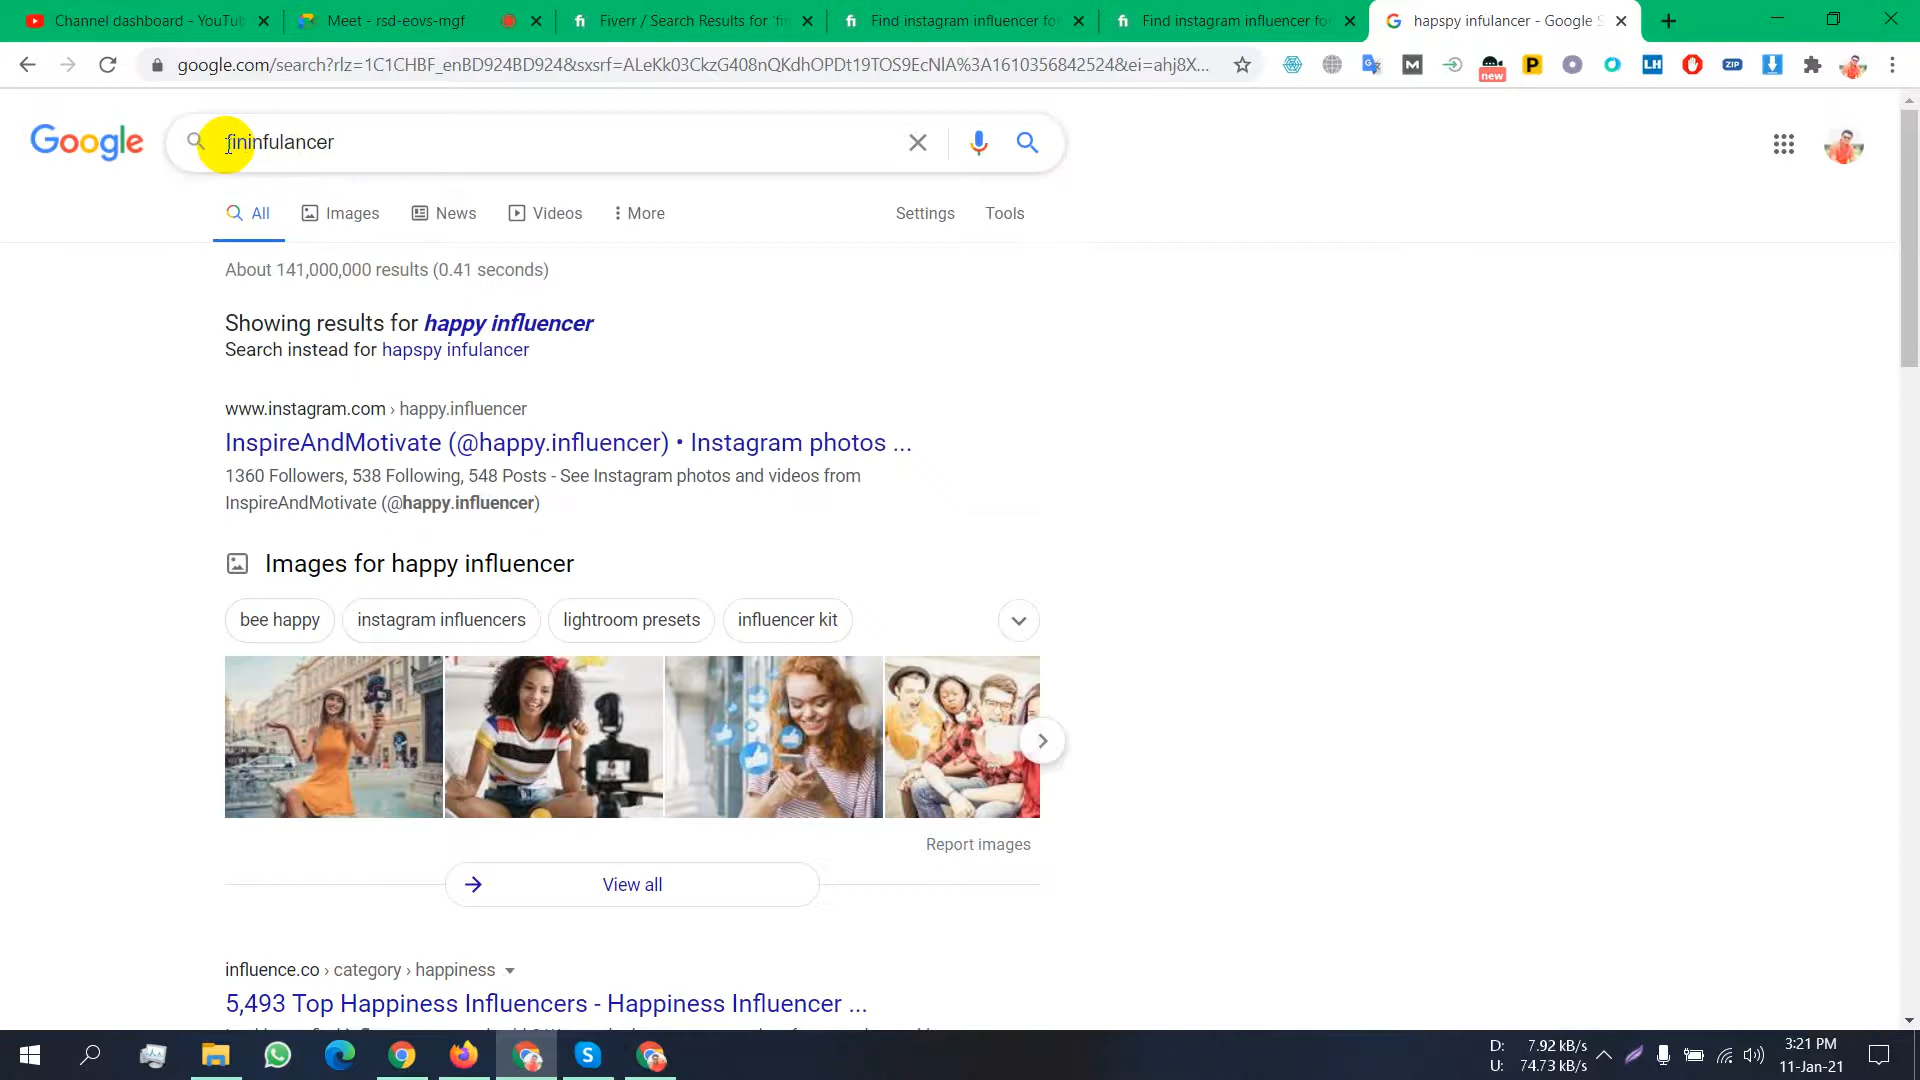 Channel dashboard - YouTu
Meet - rsd-eovs-mgf
Fiverr / Search Results for 'fi
Find instagram influencer fo
Find instagram influencer fo
hapspy infulancer - Google S
google.com/search?rlz=1C1CHBF_enBD924BD924&sxsrf=ALeKk03CkzG408nQKdhOPDt19TOS9EcNlA%3A1610356842524&ei=ahj8X...
new
LH
ZIP
Google
fininfulancer
All
Images
News
Videos
More
Settings
Tools
About 141,000,000 results (0.41 seconds)
Showing results for happy influencer
Search instead for hapspy infulancer
www.instagram.com › happy.influencer
InspireAndMotivate (@happy.influencer) • Instagram photos ...
1360 Followers, 538 Following, 548 Posts - See Instagram photos and videos from
InspireAndMotivate (@happy.influencer)
Images for happy influencer
bee happy
instagram influencers
lightroom presets
influencer kit
Report images
View all
influence.co › category › happiness
5,493 Top Happiness Influencers - Happiness Influencer ...
D: 7.92 kB/s
U: 74.73 kB/s
3:21 PM
11-Jan-21